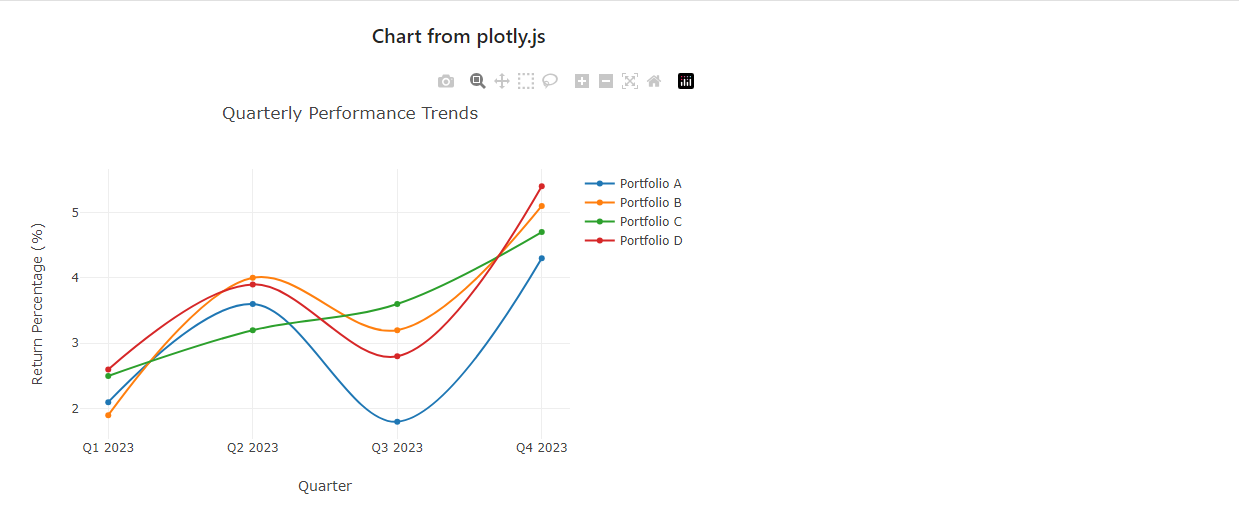 Chart from plotly.js
Quarterly Performance Trends
Portfolio A
Portfolio B
Portfolio C
Portfolio D
Return Percentage (%)
5
4
3
2
Q1 2023
Q2 2023
Q3 2023
Q4 2023
Quarter